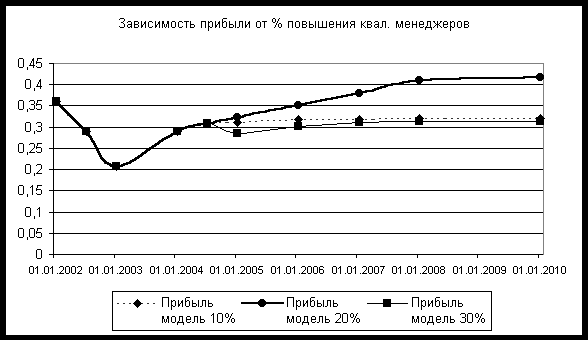 Зависимость прибыли от % повышения квал. менеджеров
0,45
0,4
0,35
0,3
0,25
0,2
0,15
0,1
0,05
0
01.01.2002 01.01.2003 01.01.2004 01.01.2005 01.01.2006 01.01.2007 01.01.2008 01.01.2009 01.01.2010
Прибыль Прибыль Прибыль
модель 10% модель 20% модель 30%